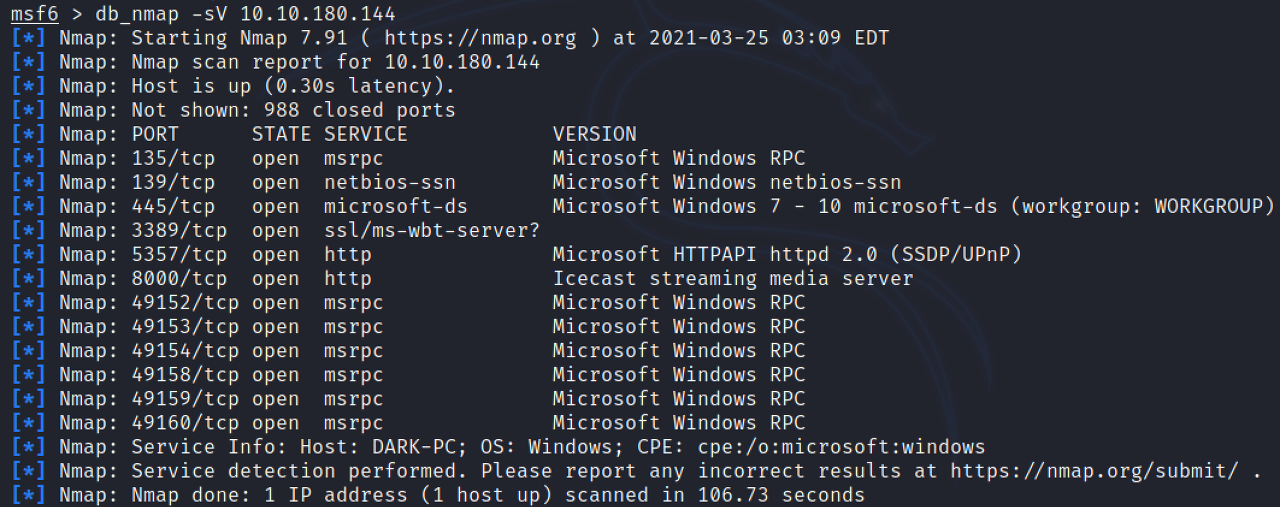 msf6 > db_nmap -sV 10.10.180.144
[*] Nmap: Starting Nmap 7.91 ( https://nmap.org ) at 2021-03-25 03:09 EDT
[*] Nmap: Nmap scan report for 10.10.180.144
[*] Nmap: Host is up (0.30s latency).
[*] Nmap: Not shown: 988 closed ports
[*] Nmap: PORT      STATE SERVICE            VERSION
[*] Nmap: 135/tcp   open  msrpc              Microsoft Windows RPC
[*] Nmap: 139/tcp   open  netbios-ssn        Microsoft Windows netbios-ssn
[*] Nmap: 445/tcp   open  microsoft-ds       Microsoft Windows 7 - 10 microsoft-ds (workgroup: WORKGROUP)
[*] Nmap: 3389/tcp  open  ssl/ms-wbt-server?
[*] Nmap: 5357/tcp  open  http               Microsoft HTTPAPI httpd 2.0 (SSDP/UPnP)
[*] Nmap: 8000/tcp  open  http               Icecast streaming media server
[*] Nmap: 49152/tcp open  msrpc              Microsoft Windows RPC
[*] Nmap: 49153/tcp open  msrpc              Microsoft Windows RPC
[*] Nmap: 49154/tcp open  msrpc              Microsoft Windows RPC
[*] Nmap: 49158/tcp open  msrpc              Microsoft Windows RPC
[*] Nmap: 49159/tcp open  msrpc              Microsoft Windows RPC
[*] Nmap: 49160/tcp open  msrpc              Microsoft Windows RPC
[*] Nmap: Service Info: Host: DARK-PC; OS: Windows; CPE: cpe:/o:microsoft:windows
[*] Nmap: Service detection performed. Please report any incorrect results at https://nmap.org/submit/ .
[*] Nmap: Nmap done: 1 IP address (1 host up) scanned in 106.73 seconds